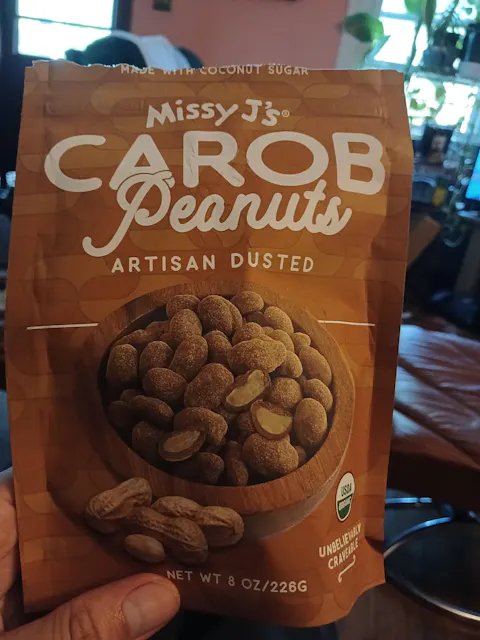 MADE WITH COCONUT SUGAR
Missy J's®
CAROB
Peanuts
ARTISAN DUSTED
USDA
ORGANIC
UNBELIEVABLY
CRAVEABLE
NET WT 8 OZ/226G